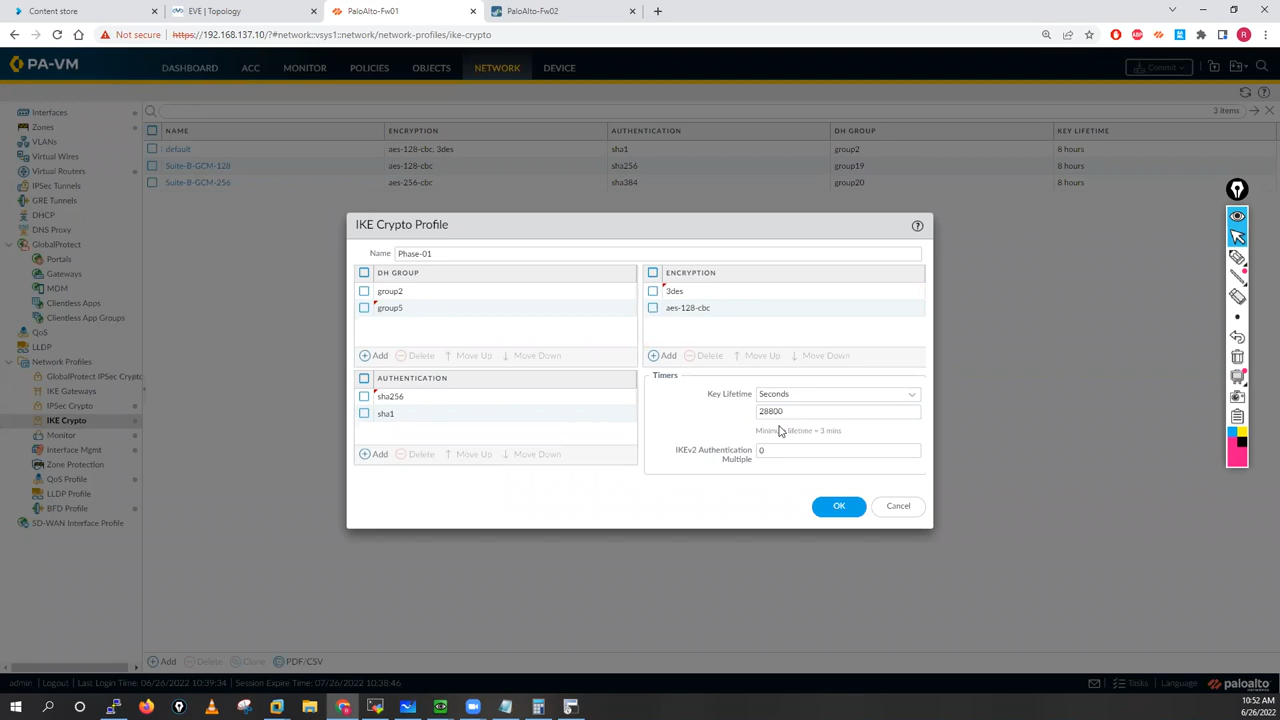 Content store
EVE | Topology
PaloAlto-Fw01
PaloAlto-Fw02
Not secure
https://192.168.137.10/?#network::vsys1::network/network-profiles/ike-crypto
PA-VM
DASHBOARD
ACC
MONITOR
POLICIES
OBJECTS
NETWORK
DEVICE
Commit
3 items
Interfaces
Zones
VLANs
Virtual Wires
Virtual Routers
IPSec Tunnels
GRE Tunnels
DHCP
DNS Proxy
GlobalProtect
Portals
Gateways
MDM
Clientless Apps
Clientless App Groups
QoS
LLDP
Network Profiles
GlobalProtect IPSec Crypto
IKE Gateways
IPSec Crypto
IKE Crypto
Monitor
Interface Mgmt
Zone Protection
QoS Profile
LLDP Profile
BFD Profile
SD-WAN Interface Profile
NAME ENCRYPTION AUTHENTICATION DH GROUP KEY LIFETIME
default aes-128-cbc, 3des sha1 group2 8 hours
Suite-B-GCM-128 aes-128-cbc sha256 group19 8 hours
Suite-B-GCM-256 aes-256-cbc sha384 group20 8 hours
IKE Crypto Profile
Name Phase-01
DH GROUP
group2
group5
Add Delete Move Up Move Down
ENCRYPTION
3des
aes-128-cbc
Add Delete Move Up Move Down
AUTHENTICATION
sha256
sha1
Add Delete Move Up Move Down
Timers
Key Lifetime Seconds
28800
Minimum lifetime = 3 mins
IKEv2 Authentication
Multiple
0
OK
Cancel
Add Delete Clone PDF/CSV
admin Logout Last Login Time: 06/26/2022 10:39:34 Session Expire Time: 07/26/2022 10:38:46
Tasks
Language
paloalto
10:52 AM
6/26/2022